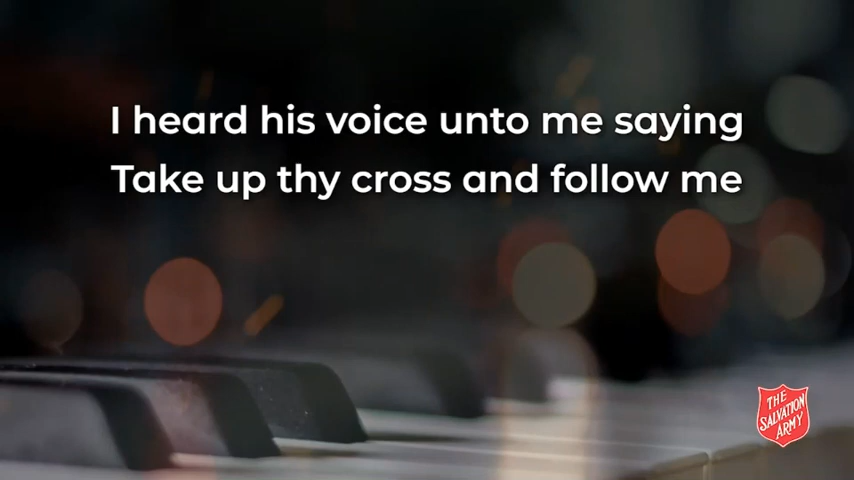 I heard his voice unto me saying
Take up thy cross and follow me
THE
SALVATION
ARMY